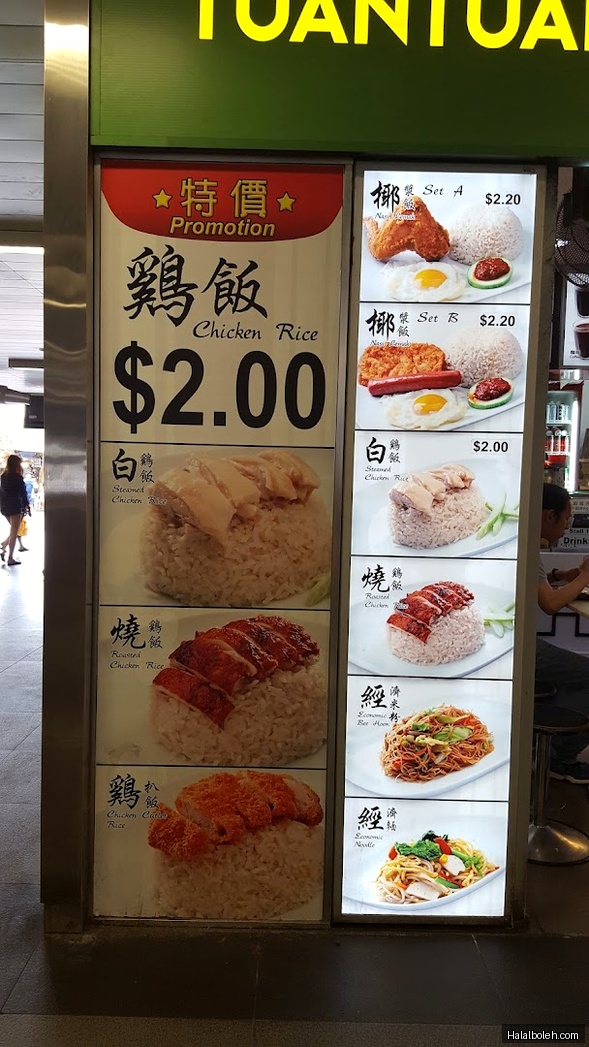 TUANTUAN
特價
Promotion
鷄飯
Chicken Rice
$2.00
白鷄飯
Steamed
Chicken Rice
燒鷄飯
Roasted
Chicken Rice
鷄扒飯
Chicken Cutlet
Rice
椰漿飯 Set A $2.20
Nasi Lemak
椰漿飯 Set B $2.20
Nasi Lemak
白鷄飯 $2.00
Steamed
Chicken Rice
燒鷄飯
Roasted
Chicken Rice
經濟米粉
Economic
Bee Hoon
經濟麵
Economic
Noodle
Drink
Halalboleh.com